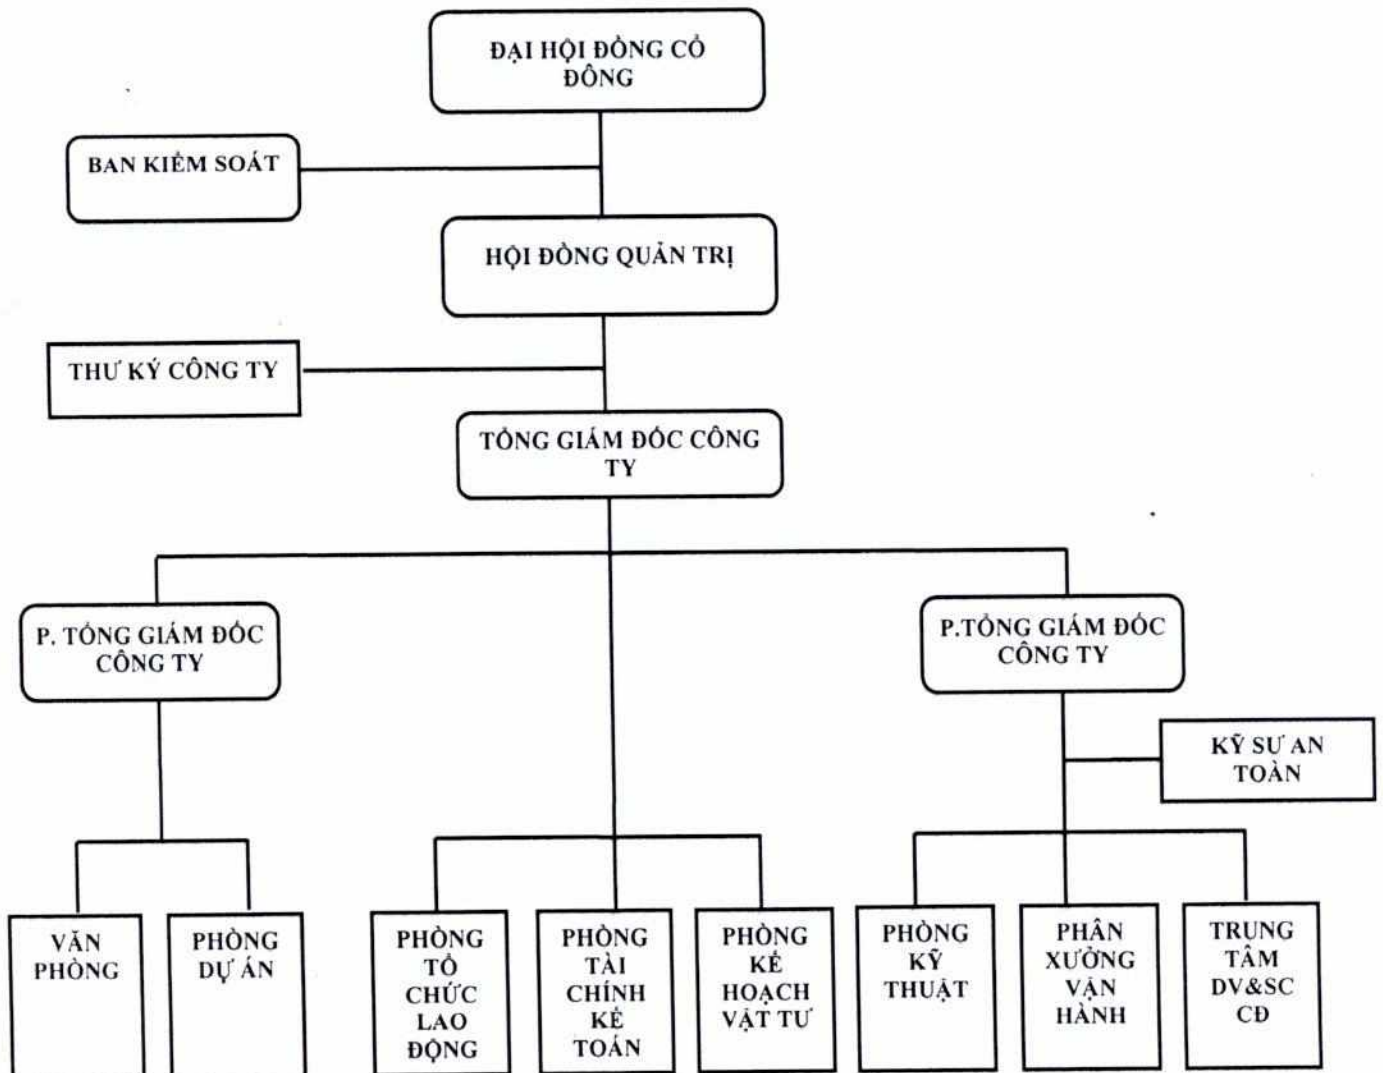 ĐẠI HỘI ĐỒNG CỔ
ĐÔNG
BAN KIỂM SOÁT
HỘI ĐỒNG QUẢN TRỊ
THƯ KÝ CÔNG TY
TỔNG GIÁM ĐỐC CÔNG
TY
P. TỔNG GIÁM ĐỐC
CÔNG TY
P.TỔNG GIÁM ĐỐC
CÔNG TY
KỸ SƯ AN
TOÀN
VĂN
PHÒNG
PHÒNG
DỰ ÁN
PHÒNG
TỔ
CHỨC
LAO
ĐỘNG
PHÒNG
TÀI
CHÍNH
KẾ
TOÁN
PHÒNG
KẾ
HOẠCH
VẬT TƯ
PHÒNG
KỸ
THUẬT
PHÂN
XƯỞNG
VẬN
HÀNH
TRUNG
TÂM
DV&SC
CĐ